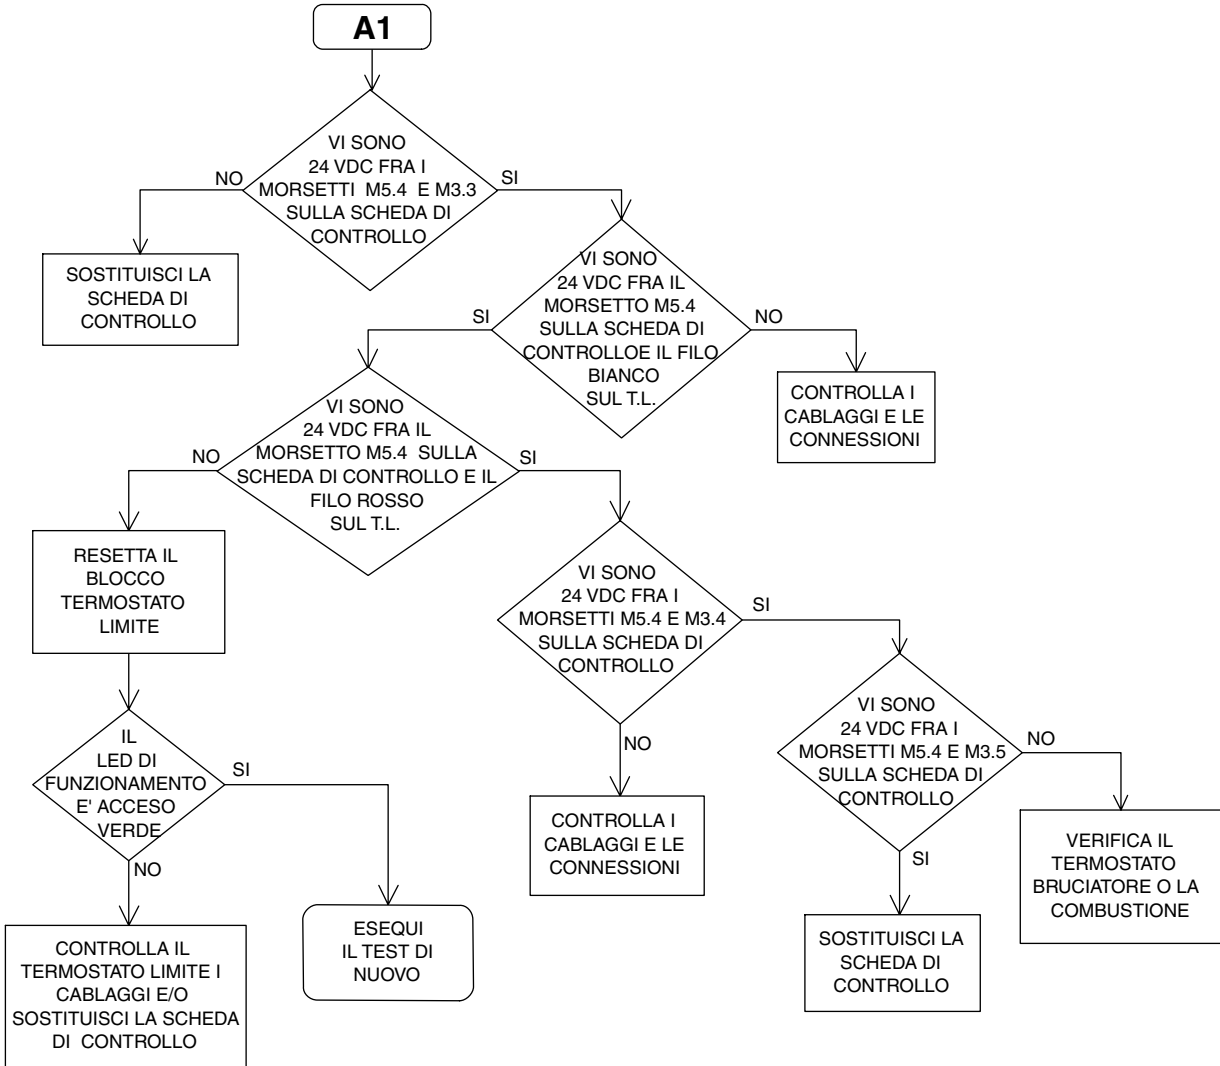 A1
VI SONO
24 VDC FRA I
MORSETTI M5.4 E M3.3
SULLA SCHEDA DI
CONTROLLO
NO
SI
SOSTITUISCI LA
SCHEDA DI
CONTROLLO
VI SONO
24 VDC FRA IL
MORSETTO M5.4
SULLA SCHEDA DI
CONTROLLOE IL FILO
BIANCO
SUL T.L.
SI
NO
CONTROLLA I
CABLAGGI E LE
CONNESSIONI
VI SONO
24 VDC FRA IL
MORSETTO M5.4 SULLA
SCHEDA DI CONTROLLO E IL
FILO ROSSO
SUL T.L.
NO
SI
RESETTA IL
BLOCCO
TERMOSTATO
LIMITE
VI SONO
24 VDC FRA I
MORSETTI M5.4 E M3.4
SULLA SCHEDA DI
CONTROLLO
SI
NO
VI SONO
24 VDC FRA I
MORSETTI M5.4 E M3.5
SULLA SCHEDA DI
CONTROLLO
NO
SI
IL
LED DI
FUNZIONAMENTO
E' ACCESO
VERDE
SI
NO
CONTROLLA I
CABLAGGI E LE
CONNESSIONI
VERIFICA IL
TERMOSTATO
BRUCIATORE O LA
COMBUSTIONE
ESEQUI
IL TEST DI
NUOVO
SOSTITUISCI LA
SCHEDA DI
CONTROLLO
CONTROLLA IL
TERMOSTATO LIMITE I
CABLAGGI E/O
SOSTITUISCI LA SCHEDA
DI CONTROLLO